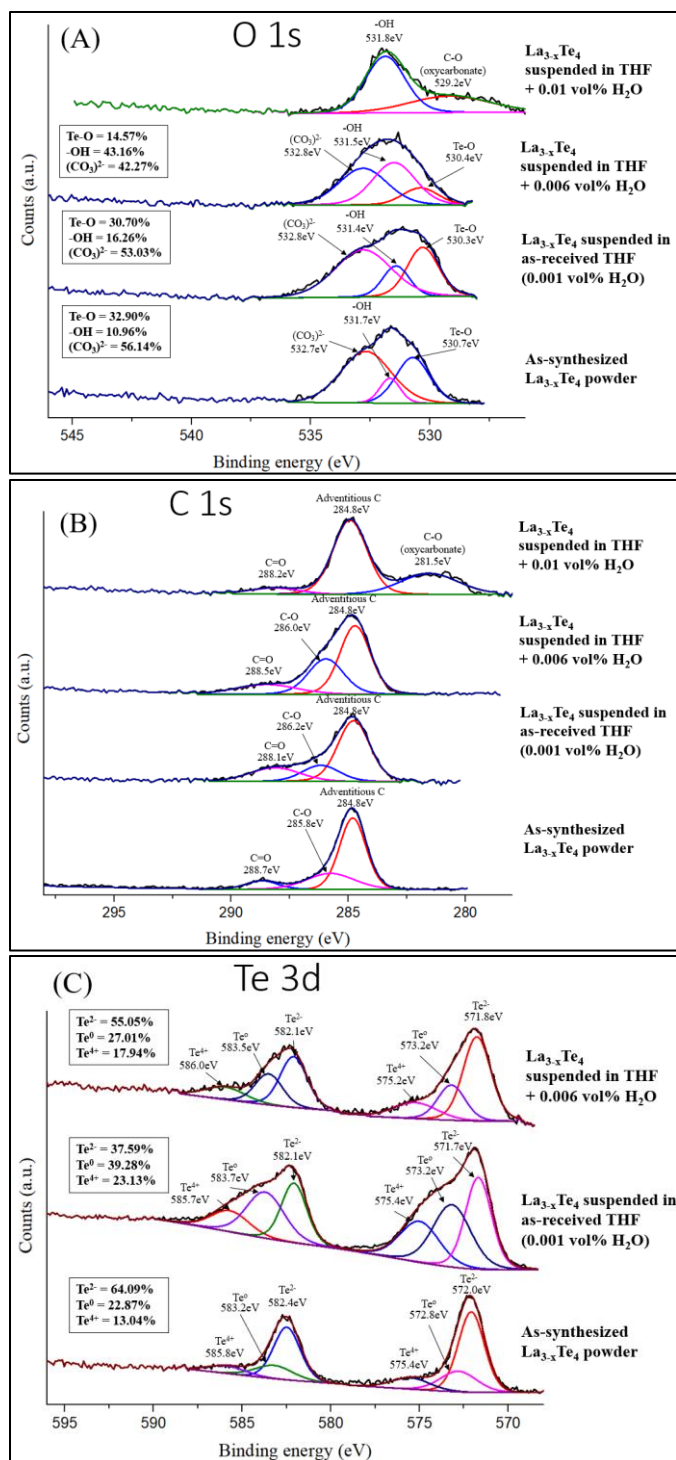 (A)
O 1s
-OH
531.8eV
C-O
(oxycarbonate)
529.2eV
La3-xTe4
suspended in THF
+ 0.01 vol% H2O
Te-O = 14.57%
-OH = 43.16%
(CO3)2- = 42.27%
(CO3)2-
532.8eV
-OH
531.5eV
Te-O
530.4eV
La3-xTe4
suspended in THF
+ 0.006 vol% H2O
Te-O = 30.70%
-OH = 16.26%
(CO3)2- = 53.03%
(CO3)2-
532.8eV
-OH
531.4eV
Te-O
530.3eV
La3-xTe4 suspended in
as-received THF
(0.001 vol% H2O)
Te-O = 32.90%
-OH = 10.96%
(CO3)2- = 56.14%
(CO3)2-
532.7eV
-OH
531.7eV
Te-O
530.7eV
As-synthesized
La3-xTe4 powder
Counts (a.u.)
545 540 535 530
Binding energy (eV)
(B)
C 1s
C=O
288.2eV
Adventitious C
284.8eV
C-O
(oxycarbonate)
281.5eV
La3-xTe4
suspended in THF
+ 0.01 vol% H2O
C=O
288.5eV
C-O
286.0eV
Adventitious C
284.8eV
La3-xTe4
suspended in THF
+ 0.006 vol% H2O
C=O
288.1eV
C-O
286.2eV
Adventitious C
284.8eV
La3-xTe4 suspended in
as-received THF
(0.001 vol% H2O)
C=O
288.7eV
C-O
285.8eV
Adventitious C
284.8eV
As-synthesized
La3-xTe4 powder
Counts (a.u.)
295 290 285 280
Binding energy (eV)
(C)
Te 3d
Te2- = 55.05%
Te0 = 27.01%
Te4+ = 17.94%
Te4+
586.0eV
Teo
583.5eV
Te2-
582.1eV
Te4+
575.2eV
Teo
573.2eV
Te2-
571.8eV
La3-xTe4
suspended in THF
+ 0.006 vol% H2O
Te2- = 37.59%
Te0 = 39.28%
Te4+ = 23.13%
Te4+
585.7eV
Teo
583.7eV
Te2-
582.1eV
Te4+
575.4eV
Teo
573.2eV
Te2-
571.7eV
La3-xTe4 suspended in
as-received THF
(0.001 vol% H2O)
Te2- = 64.09%
Te0 = 22.87%
Te4+ = 13.04%
Te4+
585.8eV
Teo
583.2eV
Te2-
582.4eV
Te4+
575.4eV
Teo
572.8eV
Te2-
572.0eV
As-synthesized
La3-xTe4 powder
Counts (a.u.)
595 590 585 580 575 570
Binding energy (eV)